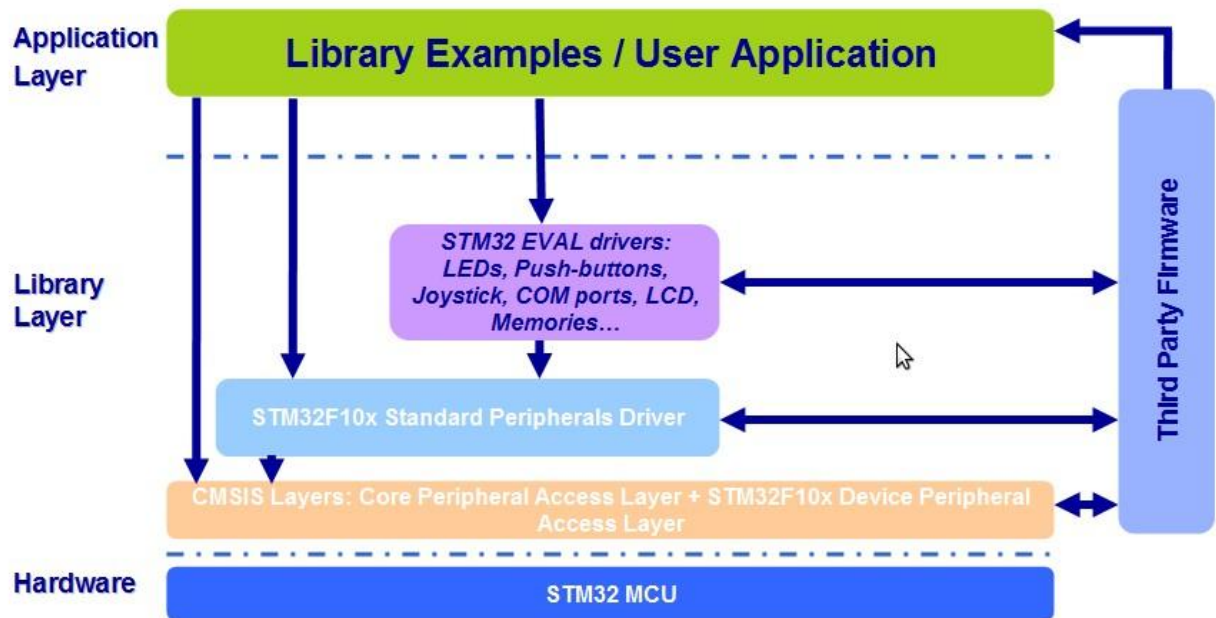 Application
Layer
Library Examples / User Application
Library
Layer
STM32 EVAL drivers:
LEDs, Push-buttons,
Joystick, COM ports, LCD,
Memories…
STM32F10x Standard Peripherals Driver
CMSIS Layers: Core Peripheral Access Layer + STM32F10x Device Peripheral
Access Layer
Third Party Firmware
Hardware
STM32 MCU